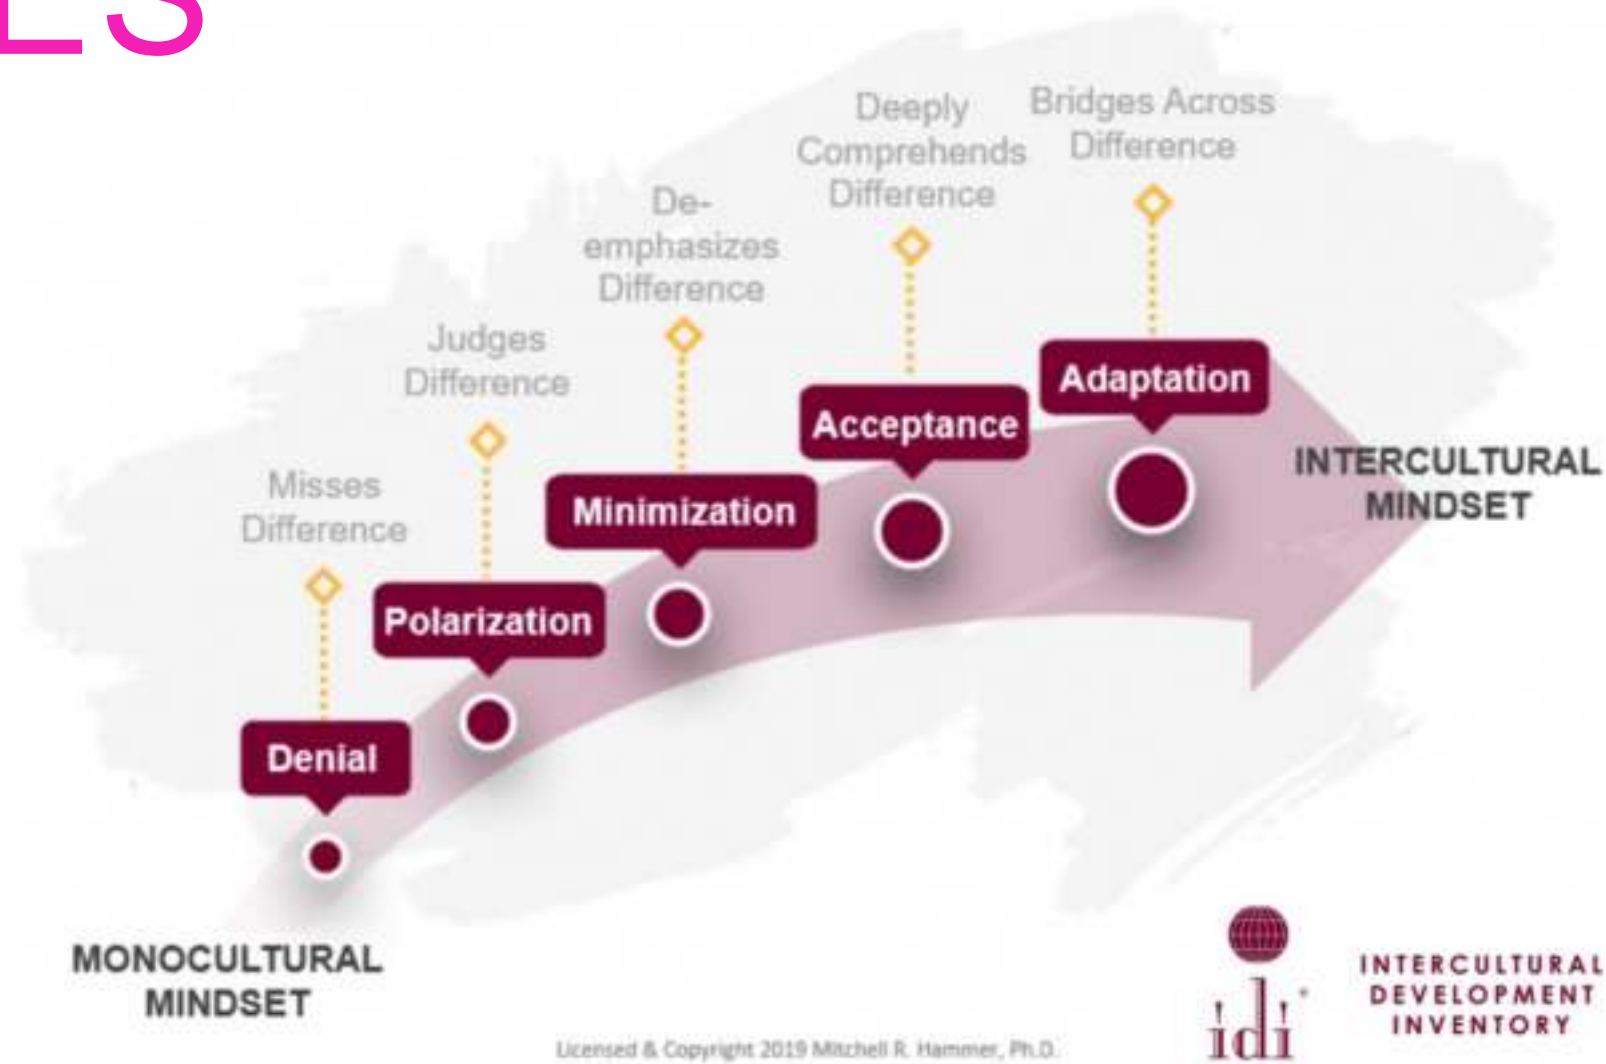 ES
Deeply
Comprehends
Difference
Bridges Across
Difference
De-
emphasizes
Difference
Judges
Difference
Misses
Difference
Adaptation
Acceptance
Minimization
Polarization
Denial
INTERCULTURAL
MINDSET
MONOCULTURAL
MINDSET
idi
INTERCULTURAL
DEVELOPMENT
INVENTORY
Licensed & Copyright 2019 Mitchell R. Hammer, Ph.D.